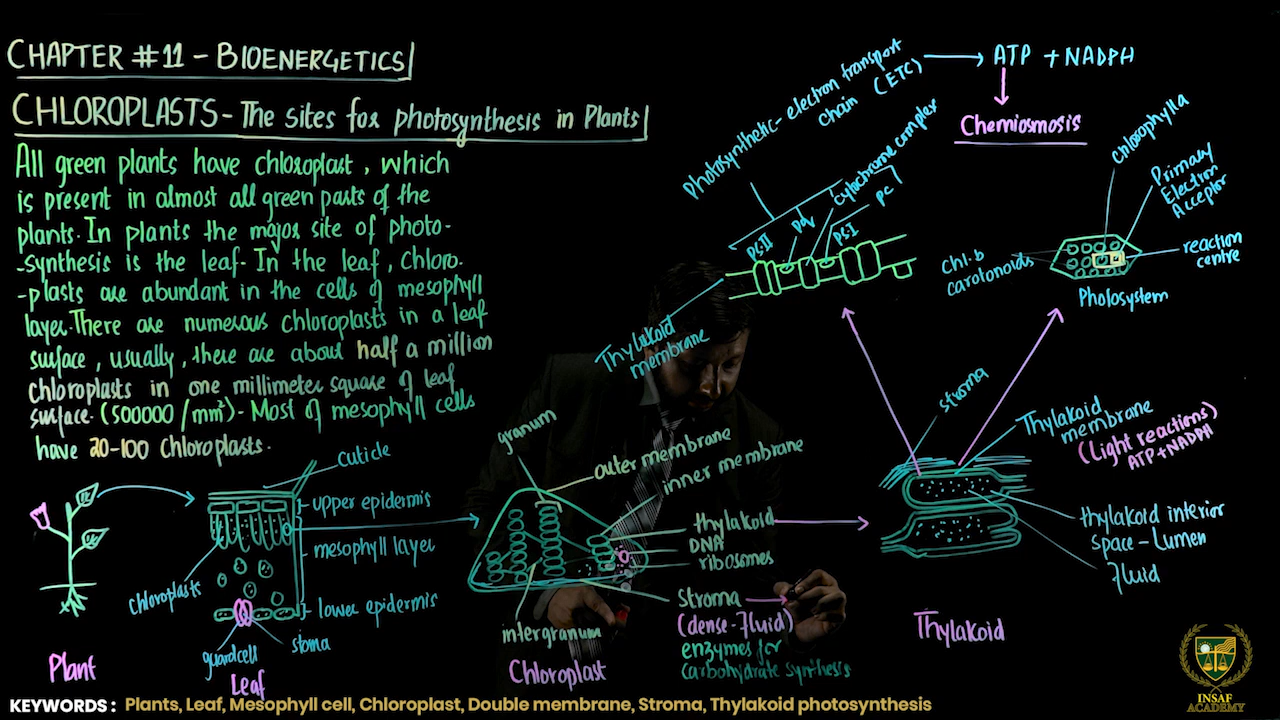 CHAPTER #11 - BIOENERGETICS
CHLOROPLASTS - The sites for photosynthesis in Plants
All green plants have chloroplast, which
is present in almost all green parts of the
plants. In plants the major site of photo-
-synthesis is the leaf. In the leaf, Chloro-
-plasts are abundant in the cells of mesophyll
layer. There are numerous chloroplasts in a leaf
surface, usually, there are about half a million
Chloroplasts in one millimeter square of leaf
surface. (500000/mm²). Most of mesophyll cells
have 20-100 Chloroplasts.
Photosynthetic-electron transport
chain (ETC)
ATP + NADPH
Chemiosmosis
PSII
PQ
Cytochrome complex
PSI
PC
Thylakoid
membrane
chlorophyll a
Primary
Electron
Acceptor
reaction
centre
Chl.b
carotonoids
Photosystem
cuticle
upper epidermis
mesophyll layer
lower epidermis
chloroplasts
guard cell
stoma
Plant
Leaf
granum
outer membrane
inner membrane
thylakoid
DNA
ribosomes
Stroma
(dense-fluid)
enzymes for
carbohydrate synthesis
intergranum
Chloroplast
stroma
Thylakoid
membrane
(Light reactions)
ATP+NADPH
thylakoid interior
space - Lumen
fluid
Thylakoid
INSAF
ACADEMY
KEYWORDS : Plants, Leaf, Mesophyll cell, Chloroplast, Double membrane, Stroma, Thylakoid photosynthesis